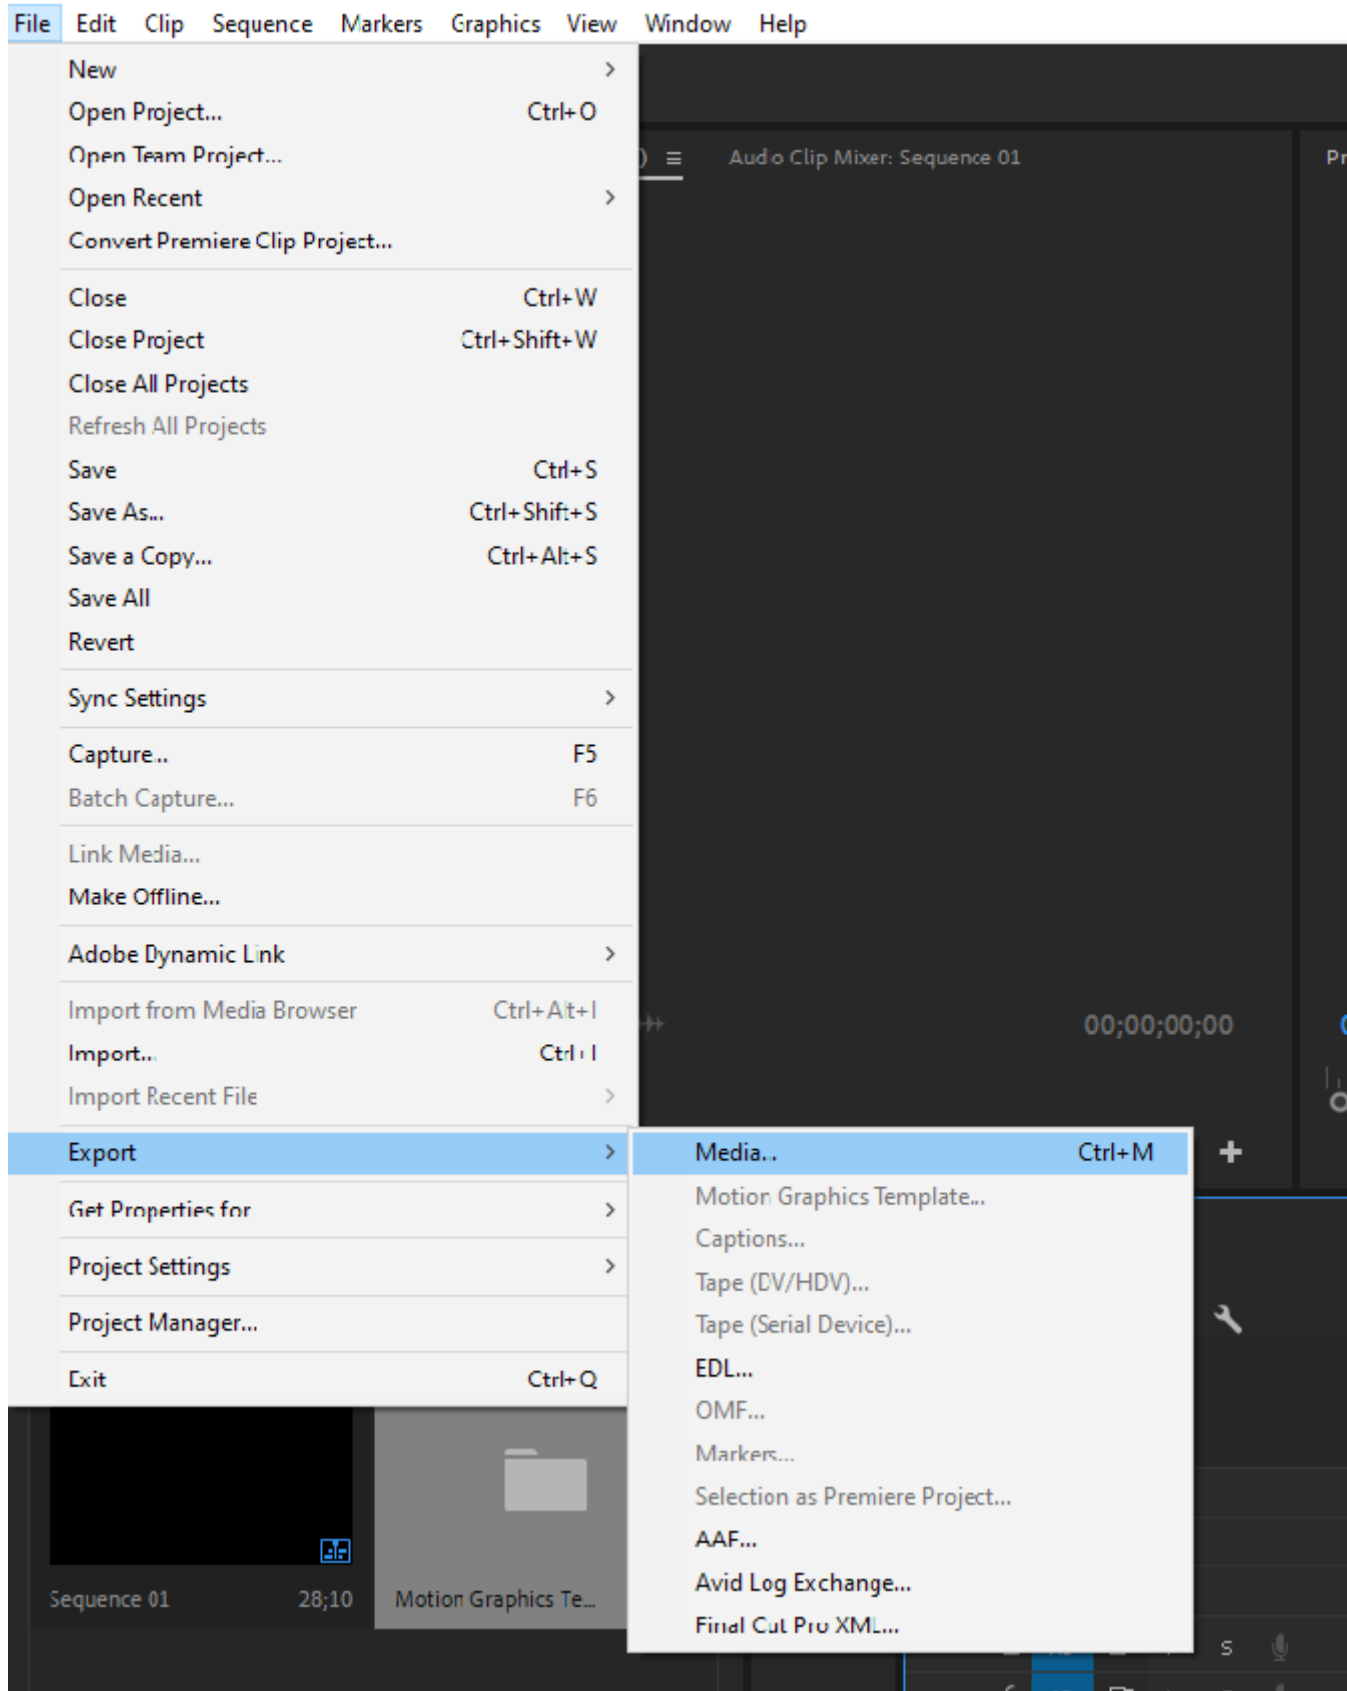 File Edit Clip Sequence Markers Graphics View Window Help
New
Open Project... Ctrl+O
Open Team Project...
Open Recent
Convert Premiere Clip Project...
Close Ctrl+W
Close Project Ctrl+Shift+W
Close All Projects
Refresh All Projects
Save Ctrl+S
Save As... Ctrl+Shift+S
Save a Copy... Ctrl+Alt+S
Save All
Revert
Sync Settings
Capture... F5
Batch Capture... F6
Link Media...
Make Offline...
Adobe Dynamic Link
Import from Media Browser Ctrl+Alt+I
Import... Ctrl+I
Import Recent File
Export
Get Properties for
Project Settings
Project Manager...
Exit Ctrl+Q
Audio Clip Mixer: Sequence 01
Pr
00;00;00;00
Media... Ctrl+M
Motion Graphics Template...
Captions...
Tape (DV/HDV)...
Tape (Serial Device)...
EDL...
OMF...
Markers...
Selection as Premiere Project...
AAF...
Avid Log Exchange...
Final Cut Pro XML...
Sequence 01 28;10
Motion Graphics Te...
S